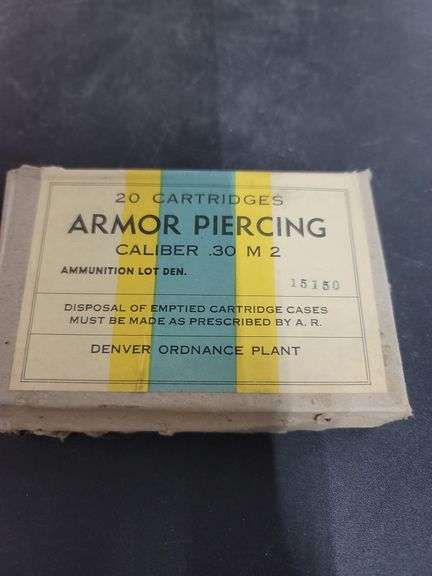 20 CARTRIDGES
ARMOR PIERCING
CALIBER .30 M 2
AMMUNITION LOT DEN. 15150
DISPOSAL OF EMPTIED CARTRIDGE CASES
MUST BE MADE AS PRESCRIBED BY A. R.
DENVER ORDNANCE PLANT